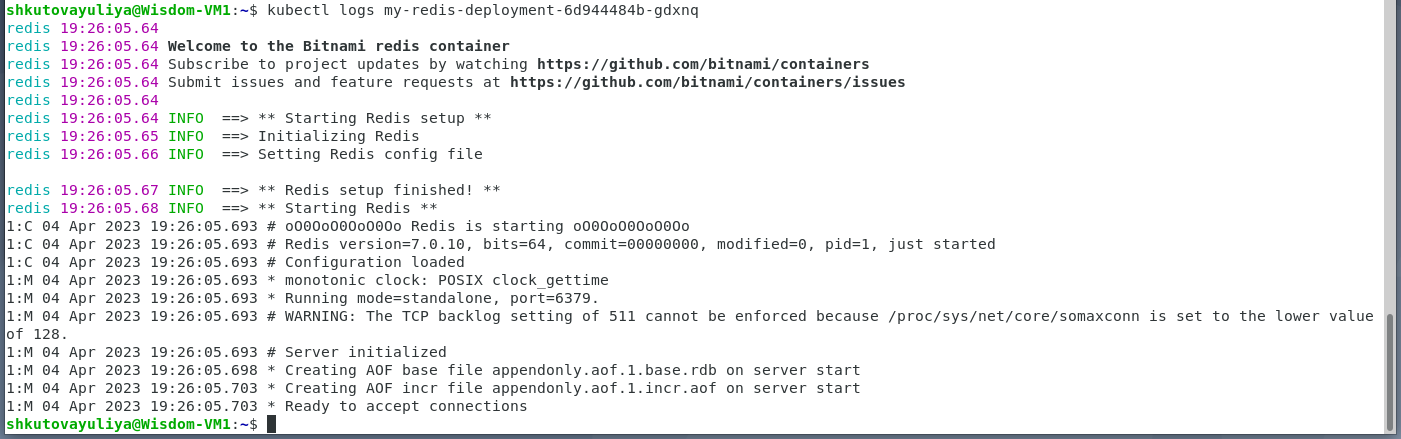 shkutovayuliya@Wisdom-VM1:~$ kubectl logs my-redis-deployment-6d944484b-gdxnq
redis 19:26:05.64
redis 19:26:05.64 Welcome to the Bitnami redis container
redis 19:26:05.64 Subscribe to project updates by watching https://github.com/bitnami/containers
redis 19:26:05.64 Submit issues and feature requests at https://github.com/bitnami/containers/issues
redis 19:26:05.64
redis 19:26:05.64 INFO  ==> ** Starting Redis setup **
redis 19:26:05.65 INFO  ==> Initializing Redis
redis 19:26:05.66 INFO  ==> Setting Redis config file
redis 19:26:05.67 INFO  ==> ** Redis setup finished! **
redis 19:26:05.68 INFO  ==> ** Starting Redis **
1:C 04 Apr 2023 19:26:05.693 # oO0OoO0OoO0Oo Redis is starting oO0OoO0OoO0Oo
1:C 04 Apr 2023 19:26:05.693 # Redis version=7.0.10, bits=64, commit=00000000, modified=0, pid=1, just started
1:C 04 Apr 2023 19:26:05.693 # Configuration loaded
1:M 04 Apr 2023 19:26:05.693 * monotonic clock: POSIX clock_gettime
1:M 04 Apr 2023 19:26:05.693 * Running mode=standalone, port=6379.
1:M 04 Apr 2023 19:26:05.693 # WARNING: The TCP backlog setting of 511 cannot be enforced because /proc/sys/net/core/somaxconn is set to the lower value
of 128.
1:M 04 Apr 2023 19:26:05.693 # Server initialized
1:M 04 Apr 2023 19:26:05.698 * Creating AOF base file appendonly.aof.1.base.rdb on server start
1:M 04 Apr 2023 19:26:05.703 * Creating AOF incr file appendonly.aof.1.incr.aof on server start
1:M 04 Apr 2023 19:26:05.703 * Ready to accept connections
shkutovayuliya@Wisdom-VM1:~$